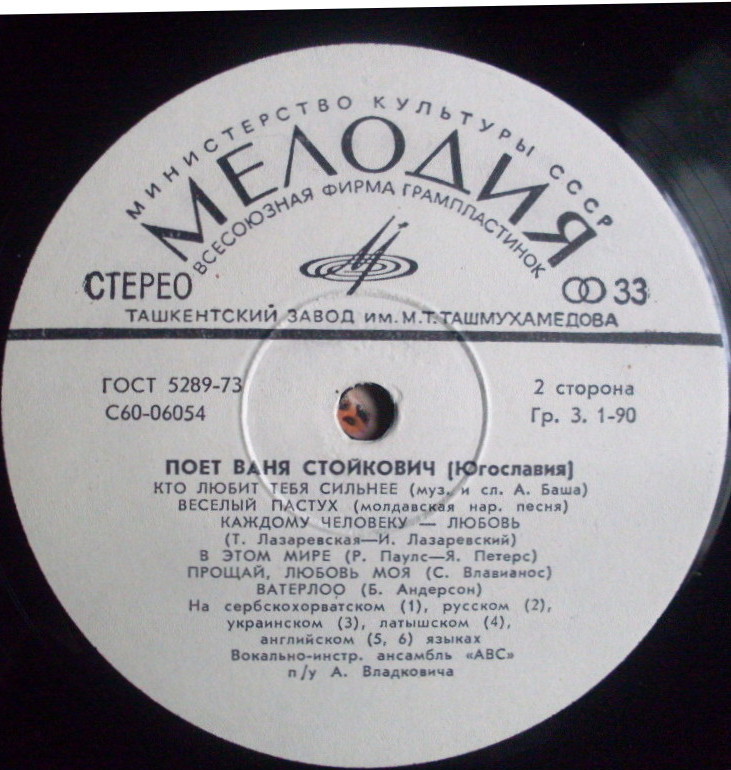 МИНИСТЕРСТВО КУЛЬТУРЫ СССР
МЕЛОДИЯ
ВСЕСОЮЗНАЯ ФИРМА ГРАМПЛАСТИНОК
СТЕРЕО
33
ТАШКЕНТСКИЙ ЗАВОД ИМ. М.Т. ТАШМУХАМЕДОВА
ГОСТ 5289-73
2 сторона
С60-06054
Гр. 3. 1-90
ПОЕТ ВАНЯ СТОЙКОВИЧ [Югославия]
КТО ЛЮБИТ ТЕБЯ СИЛЬНЕЕ (муз. и сл. А. Баша)
ВЕСЕЛЫЙ ПАСТУХ (молдавская нар. песня)
КАЖДОМУ ЧЕЛОВЕКУ — ЛЮБОВЬ
(Т. Лазаревская—И. Лазаревский)
В ЭТОМ МИРЕ (Р. Паулс—Я. Петерс)
ПРОЩАЙ, ЛЮБОВЬ МОЯ (С. Влавианос)
ВАТЕРЛОО (Б. Андерсон)
На сербскохорватском (1), русском (2),
украинском (3), латышском (4),
английском (5, 6) языках
Вокально-инстр. ансамбль «АВС»
п/у А. Владковича